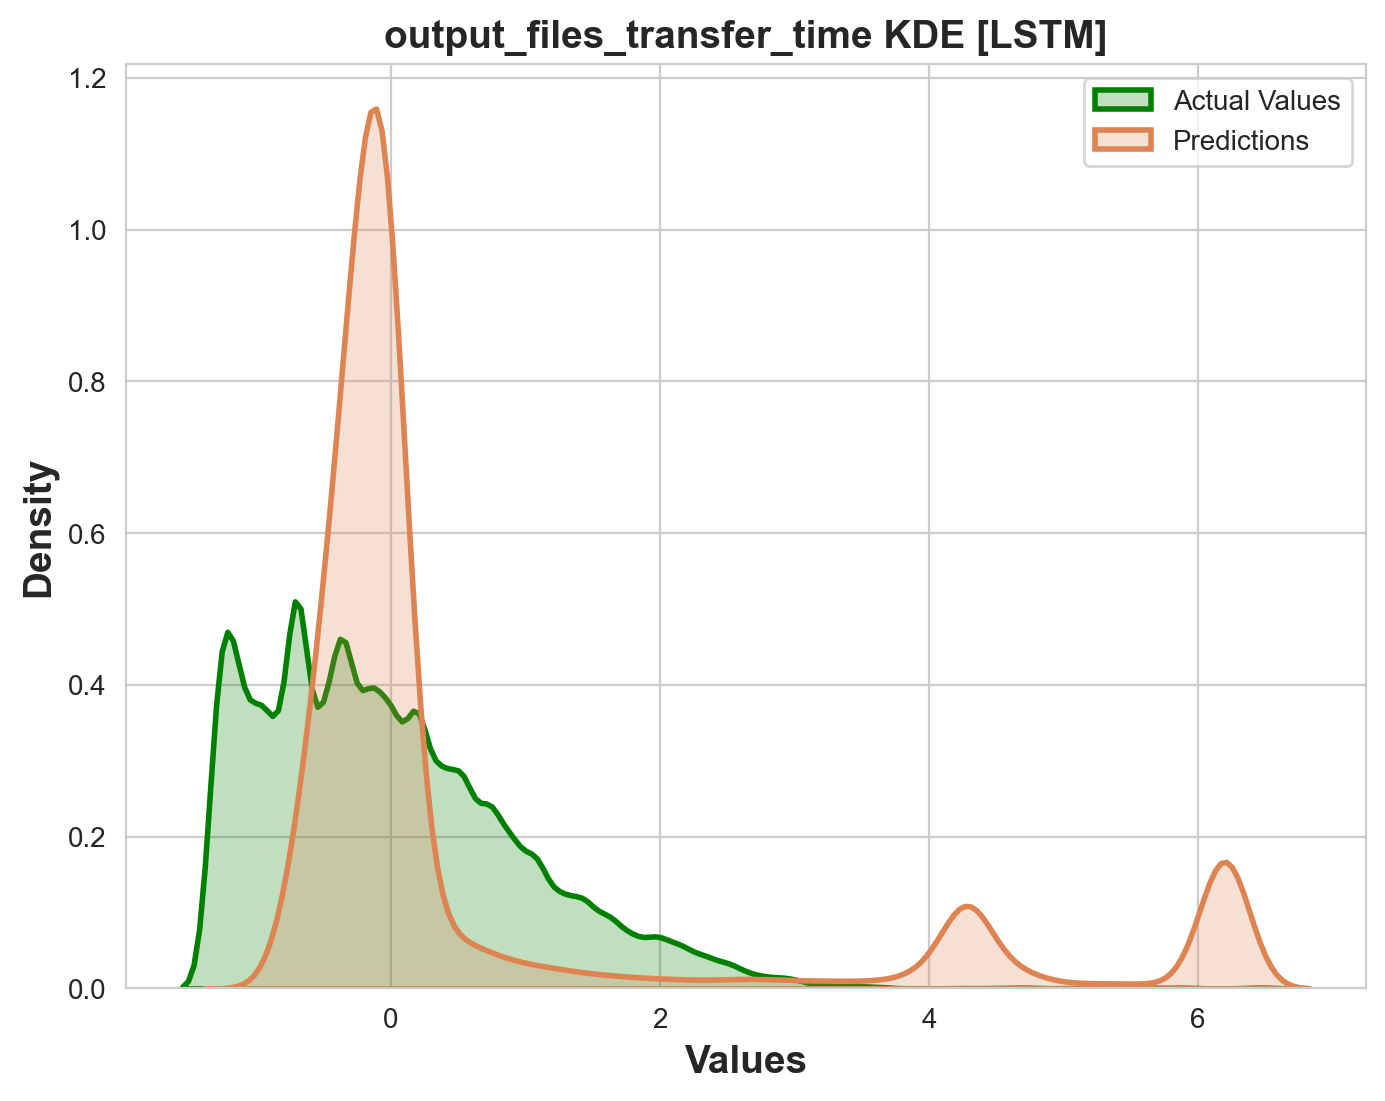 output_files_transfer_time KDE [LSTM]
Actual Values
Predictions
1.2
1.0
0.8
0.6
0.4
0.2
0.0
Density
0
2
4
6
Values